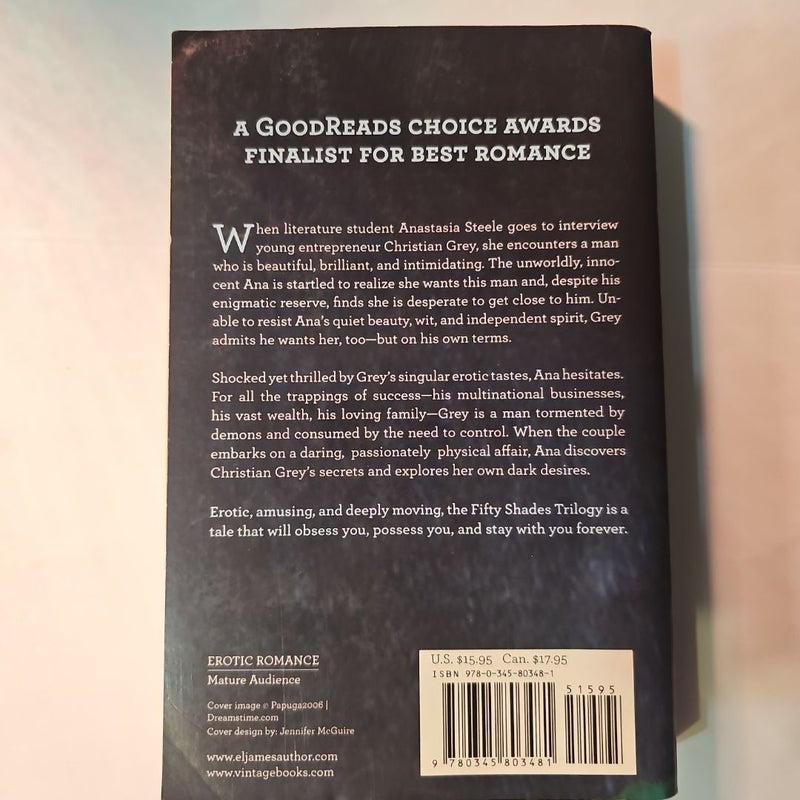 A GOODREADS CHOICE AWARDS
FINALIST FOR BEST ROMANCE
When literature student Anastasia Steele goes to interview
young entrepreneur Christian Grey, she encounters a man
who is beautiful, brilliant, and intimidating. The unworldly, inno-
cent Ana is startled to realize she wants this man and, despite his
enigmatic reserve, finds she is desperate to get close to him. Un-
able to resist Ana's quiet beauty, wit, and independent spirit, Grey
admits he wants her, too—but on his own terms.
Shocked yet thrilled by Grey's singular erotic tastes, Ana hesitates.
For all the trappings of success—his multinational businesses,
his vast wealth, his loving family—Grey is a man tormented by
demons and consumed by the need to control. When the couple
embarks on a daring, passionately physical affair, Ana discovers
Christian Grey's secrets and explores her own dark desires.
Erotic, amusing, and deeply moving, the Fifty Shades Trilogy is a
tale that will obsess you, possess you, and stay with you forever.
EROTIC ROMANCE
Mature Audience
Cover image © Papuga2006 |
Dreamstime.com
Cover design by: Jennifer McGuire
www.eljamesauthor.com
www.vintagebooks.com
U.S. $15.95 Can. $17.95
ISBN 978-0-345-80348-1
51595
9 780345 803481